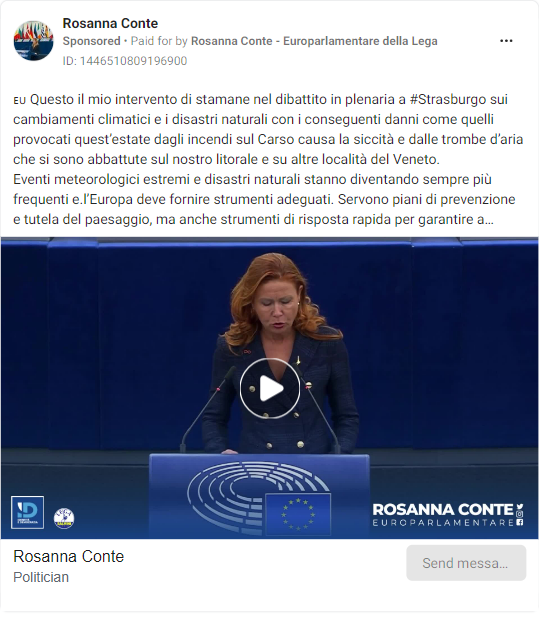 Rosanna Conte
Sponsored • Paid for by Rosanna Conte - Europarlamentare della Lega
ID: 1446510809196900
EU Questo il mio intervento di stamane nel dibattito in plenaria a #Strasburgo sui
cambiamenti climatici e i disastri naturali con i conseguenti danni come quelli
provocati quest'estate dagli incendi sul Carso causa la siccità e dalle trombe d'aria
che si sono abbattute sul nostro litorale e su altre località del Veneto.
Eventi meteorologici estremi e disastri naturali stanno diventando sempre più
frequenti e.l'Europa deve fornire strumenti adeguati. Servono piani di prevenzione
e tutela del paesaggio, ma anche strumenti di risposta rapida per garantire a...
ID
LEGA
SALVINI
ROSANNA CONTE
EUROPARLAMENTARE
Rosanna Conte
Politician
Send messa...